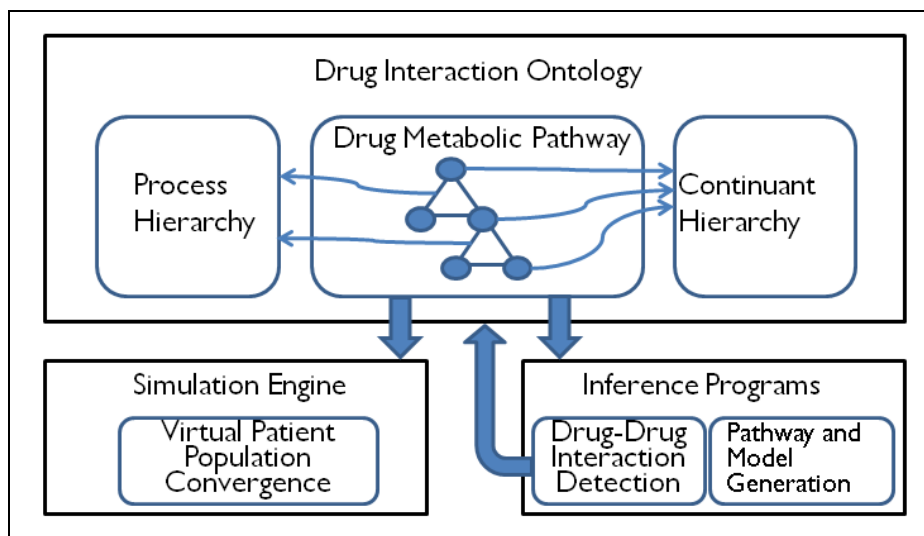 Drug Interaction Ontology
Drug Metabolic Pathway
Process
Hierarchy
Continuant
Hierarchy
Simulation Engine
Virtual Patient
Population
Convergence
Inference Programs
Drug-Drug
Interaction
Detection
Pathway and
Model
Generation